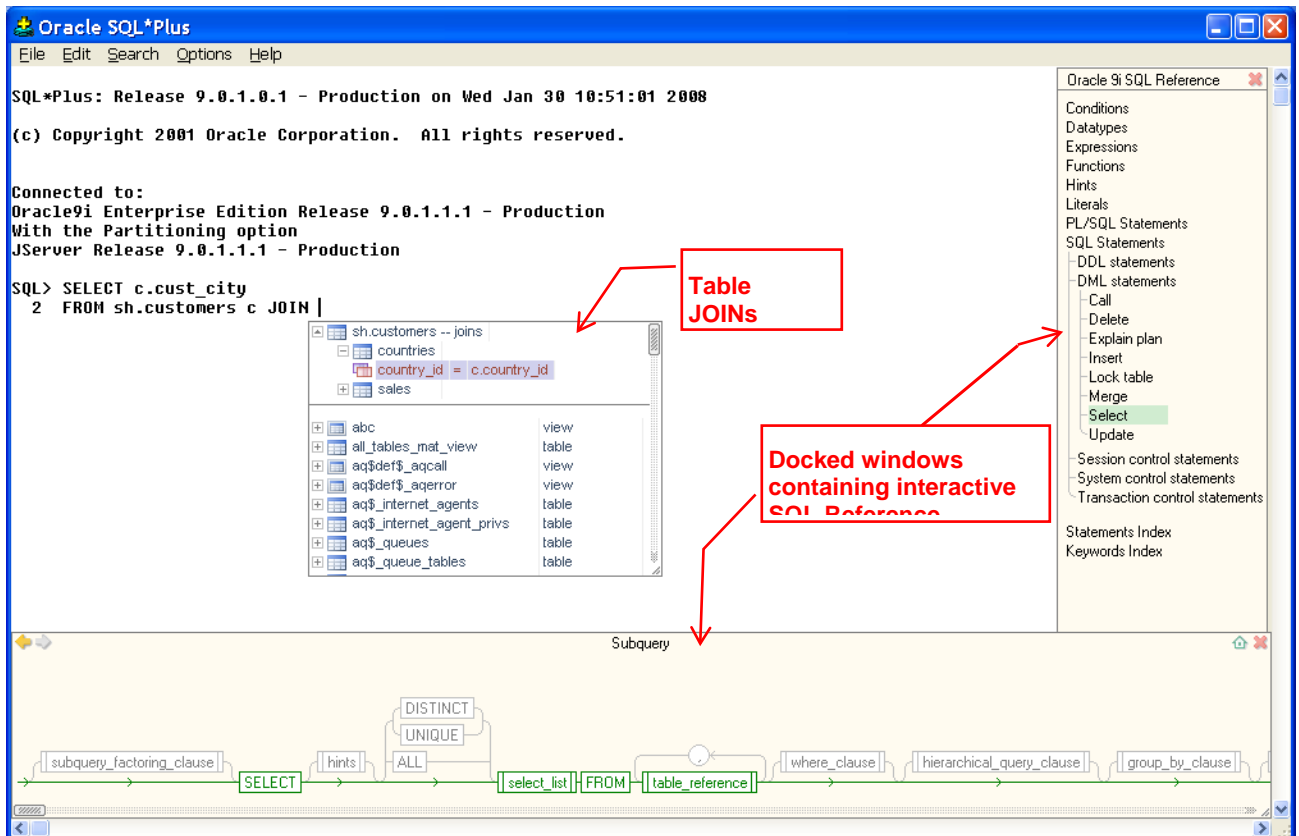 Oracle SQL*Plus
File Edit Search Options Help
SQL*Plus: Release 9.0.1.0.1 - Production on Wed Jan 30 10:51:01 2008
(c) Copyright 2001 Oracle Corporation.  All rights reserved.
Connected to:
Oracle9i Enterprise Edition Release 9.0.1.1.1 - Production
With the Partitioning option
JServer Release 9.0.1.1.1 - Production
SQL> SELECT c.cust_city
2 FROM sh.customers c JOIN
sh.customers -- joins
countries
country_id = c.country_id
sales
abc view
all_tables_mat_view table
aq$def$_aqcall view
aq$def$_aqerror view
aq$_internet_agents table
aq$_internet_agent_privs table
aq$_queues table
aq$_queue_tables table
Table
JOINs
Docked windows
containing interactive
SQL Reference
Oracle 9i SQL Reference
Conditions
Datatypes
Expressions
Functions
Hints
Literals
PL/SQL Statements
SQL Statements
DDL statements
DML statements
Call
Delete
Explain plan
Insert
Lock table
Merge
Select
Update
Session control statements
System control statements
Transaction control statements
Statements Index
Keywords Index
Subquery
DISTINCT
UNIQUE
subquery_factoring_clause hints ALL , where_clause hierarchical_query_clause group_by_clause
SELECT select_list FROM table_reference